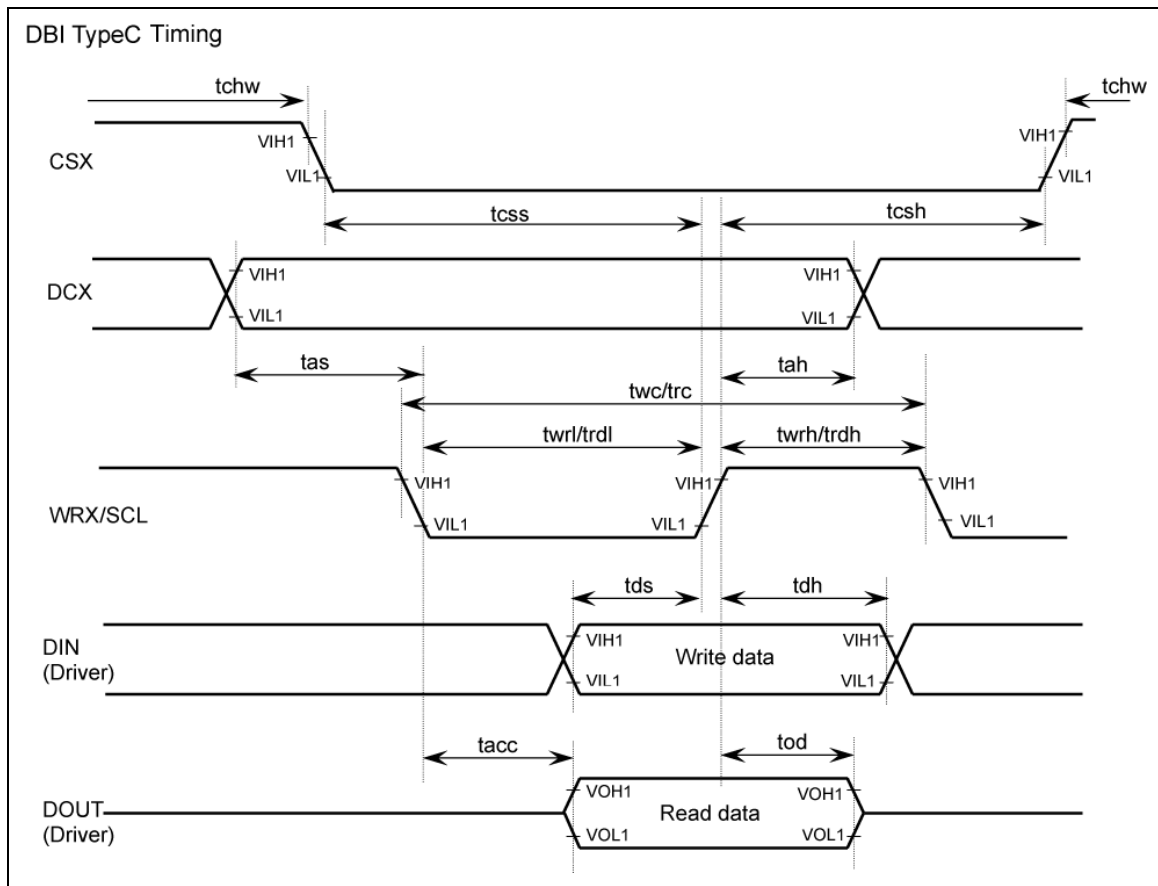 DBI TypeC Timing
tchw
tchw
VIH1
VIH1
CSX
VIL1
VIL1
tcss
tcsh
DCX
VIH1
VIH1
VIL1
VIL1
tas
tah
twc/trc
twrl/trdl
twrh/trdh
WRX/SCL
VIH1
VIH1
VIH1
VIL1
VIL1
VIL1
tds
tdh
DIN
(Driver)
VIH1
Write data
VIH1
VIL1
VIL1
tacc
tod
DOUT
(Driver)
VOH1
Read data
VOH1
VOL1
VOL1